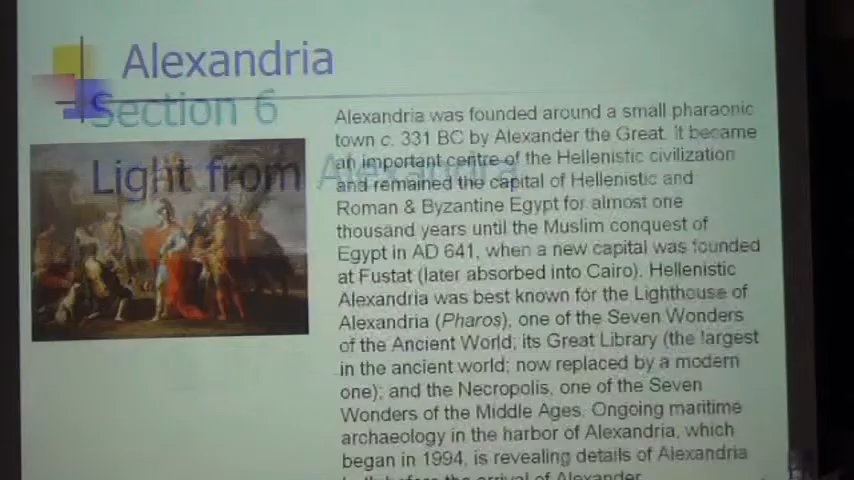 Alexandria
Section 6
Light from Alexandria
Alexandria was founded around a small pharaonic
town c. 331 BC by Alexander the Great. It became
an important centre of the Hellenistic civilization
and remained the capital of Hellenistic and
Roman & Byzantine Egypt for almost one
thousand years until the Muslim conquest of
Egypt in AD 641, when a new capital was founded
at Fustat (later absorbed into Cairo). Hellenistic
Alexandria was best known for the Lighthouse of
Alexandria (Pharos), one of the Seven Wonders
of the Ancient World; its Great Library (the largest
in the ancient world; now replaced by a modern
one); and the Necropolis, one of the Seven
Wonders of the Middle Ages. Ongoing maritime
archaeology in the harbor of Alexandria, which
began in 1994, is revealing details of Alexandria
both before the arrival of Alexander